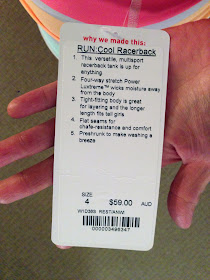 why we made this:
RUN:Cool Racerback
1. This versatile, multisport
racerback tank is up for
anything
2. Four-way stretch Power
Luxtreme™ wicks moisture away
from the body
3. Tight-fitting body is great
for layering and the longer
length fits tall girls
4. Flat seams for
chafe-resistance and comfort
5. Preshrunk to make washing a
breeze
SIZE
4 $59.00 AUD